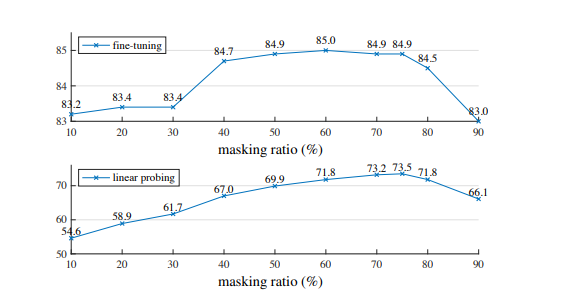 fine-tuning
85
84
83
83.2 83.4 83.4 84.7 84.9 85.0 84.9 84.9 84.5 83.0
10 20 30 40 50 60 70 80 90
masking ratio (%)
linear probing
70
60
50
54.6 58.9 61.7 67.0 69.9 71.8 73.2 73.5 71.8 66.1
10 20 30 40 50 60 70 80 90
masking ratio (%)